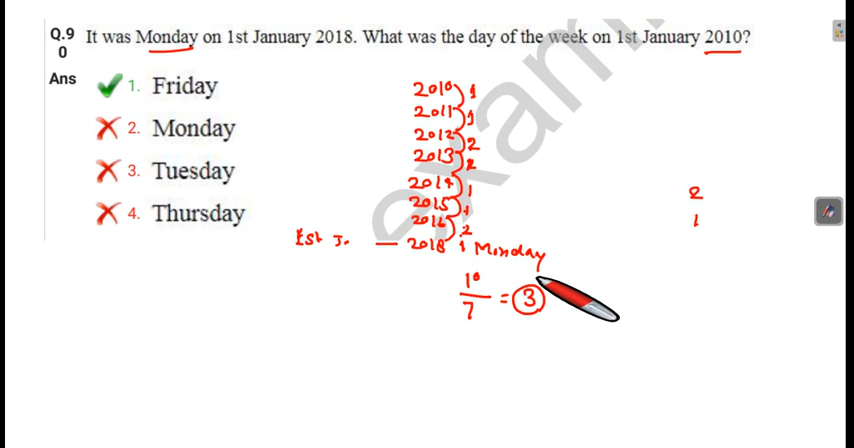 Q.9 It was Monday on 1st January 2018. What was the day of the week on 1st January 2010?
0
Ans
1. Friday
2. Monday
3. Tuesday
4. Thursday
exam
2010 1
2011 1
2012 2
2013
2014 1
2015 1
2016 2
2018 1 Monday
10
7 = 3
2
1